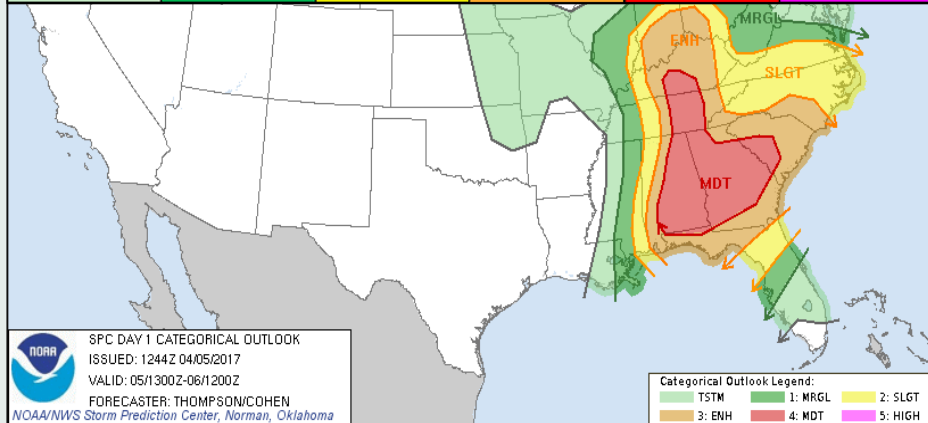 MRGL
ENH
SLGT
MDT
NOAA
SPC DAY 1 CATEGORICAL OUTLOOK
ISSUED: 1244Z 04/05/2017
VALID: 05/1300Z-06/1200Z
FORECASTER: THOMPSON/COHEN
NOAA/NWS Storm Prediction Center, Norman, Oklahoma
Categorical Outlook Legend:
TSTM 1: MRGL 2: SLGT
3: ENH 4: MDT 5: HIGH